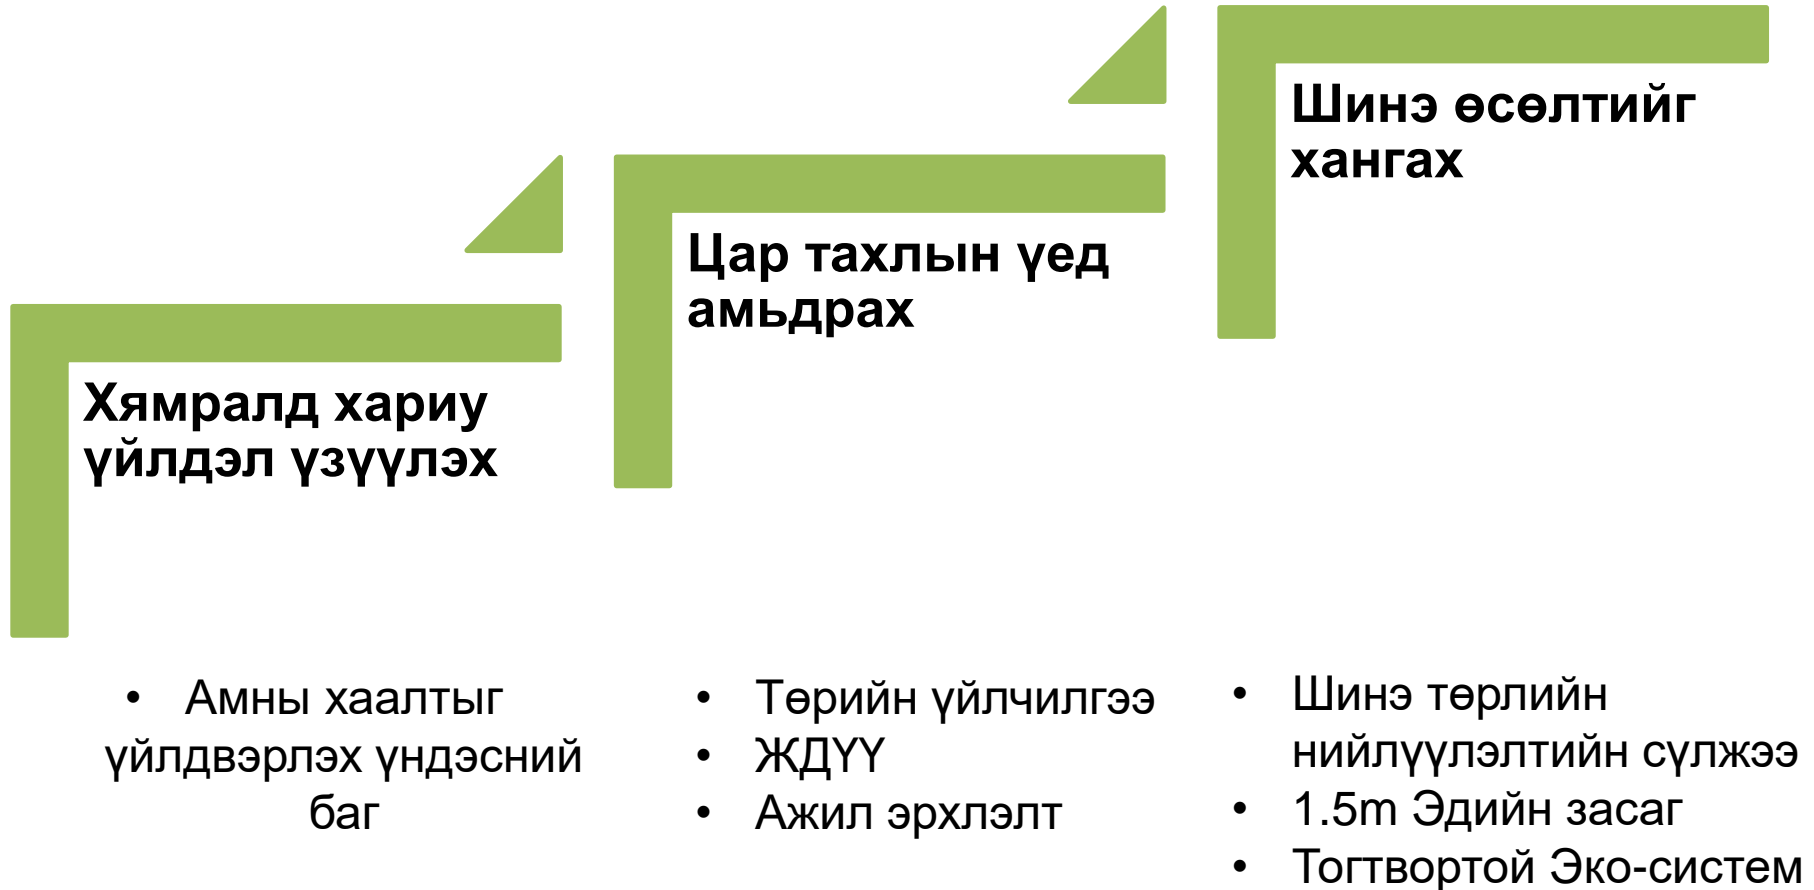 Хямралд хариу
үйлдэл үзүүлэх
• Амны хаалтыг
үйлдвэрлэх үндэсний
баг
Цар тахлын үед
амьдрах
• Төрийн үйлчилгээ
• ЖДҮҮ
• Ажил эрхлэлт
Шинэ өсөлтийг
хангах
• Шинэ төрлийн
нийлүүлэлтийн сүлжээ
• 1.5m Эдийн засаг
• Тогтвортой Эко-систем